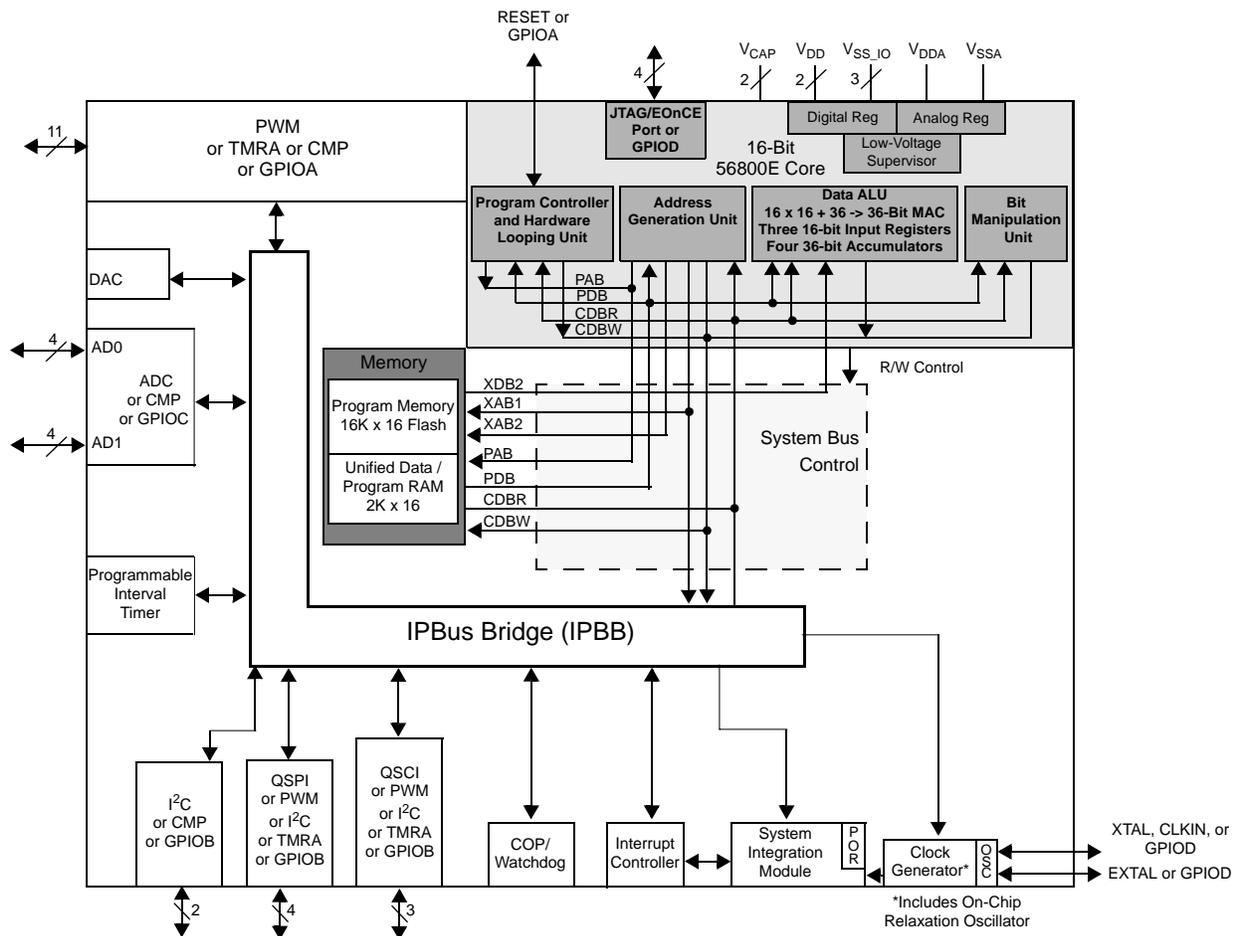 RESET or
GPIOA
4
V_CAP
2
V_DD
2
V_SS_IO
3
V_DDA
V_SSA
11
PWM
or TMRA or CMP
or GPIOA
JTAG/EOnCE
Port or
GPIOD
16-Bit
56800E Core
Digital Reg
Analog Reg
Low-Voltage
Supervisor
Program Controller
and Hardware
Looping Unit
Address
Generation Unit
Data ALU
16 x 16 + 36 -> 36-Bit MAC
Three 16-bit Input Registers
Four 36-bit Accumulators
Bit
Manipulation
Unit
DAC
PAB
PDB
CDBR
CDBW
4
AD0
ADC
or CMP
or GPIOC
4
AD1
Memory
Program Memory
16K x 16 Flash
Unified Data /
Program RAM
2K x 16
R/W Control
XDB2
XAB1
XAB2
PAB
PDB
CDBR
CDBW
System Bus
Control
Programmable
Interval
Timer
IPBus Bridge (IPBB)
I²C
or CMP
or GPIOB
2
QSPI
or PWM
or I²C
or TMRA
or GPIOB
4
QSCI
or PWM
or I²C
or TMRA
or GPIOB
3
COP/
Watchdog
Interrupt
Controller
System
Integration
Module
POR
Clock
Generator*
OSC
XTAL, CLKIN, or
GPIOD
EXTAL or GPIOD
*Includes On-Chip
Relaxation Oscillator